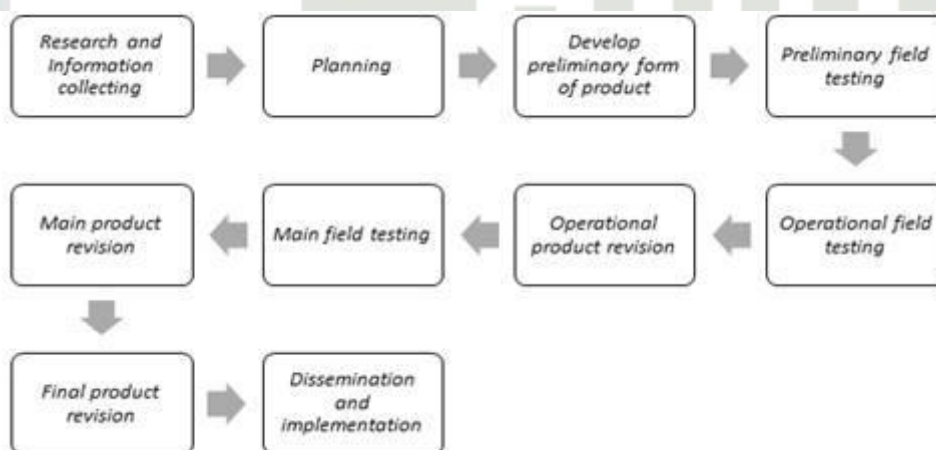 Research and
Information
collecting
Planning
Develop
preliminary form
of product
Preliminary field
testing
Operational field
testing
Operational
product revision
Main field testing
Main product
revision
Final product
revision
Dissemination
and
implementation